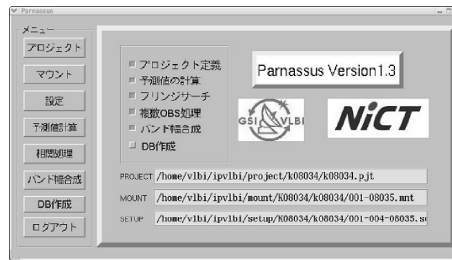 Parnassus
メニュー
プロジェクト
マウント
設定
予測値計算
相関処理
バンド幅合成
DB作成
ログアウト
プロジェクト定義
予測値の計算
フリンジサーチ
複数OBS処理
バンド幅合成
DB作成
Parnassus Version1.3
GSI VLBI
NiCT
PROJECT /home/vlbi/ipvlbi/project/k08034/k08034.pjt
MOUNT /home/vlbi/ipvlbi/mount/K08034/k08034/001-08035.mnt
SETUP /home/vlbi/ipvlbi/setup/K08034/k08034/001-004-08035.s